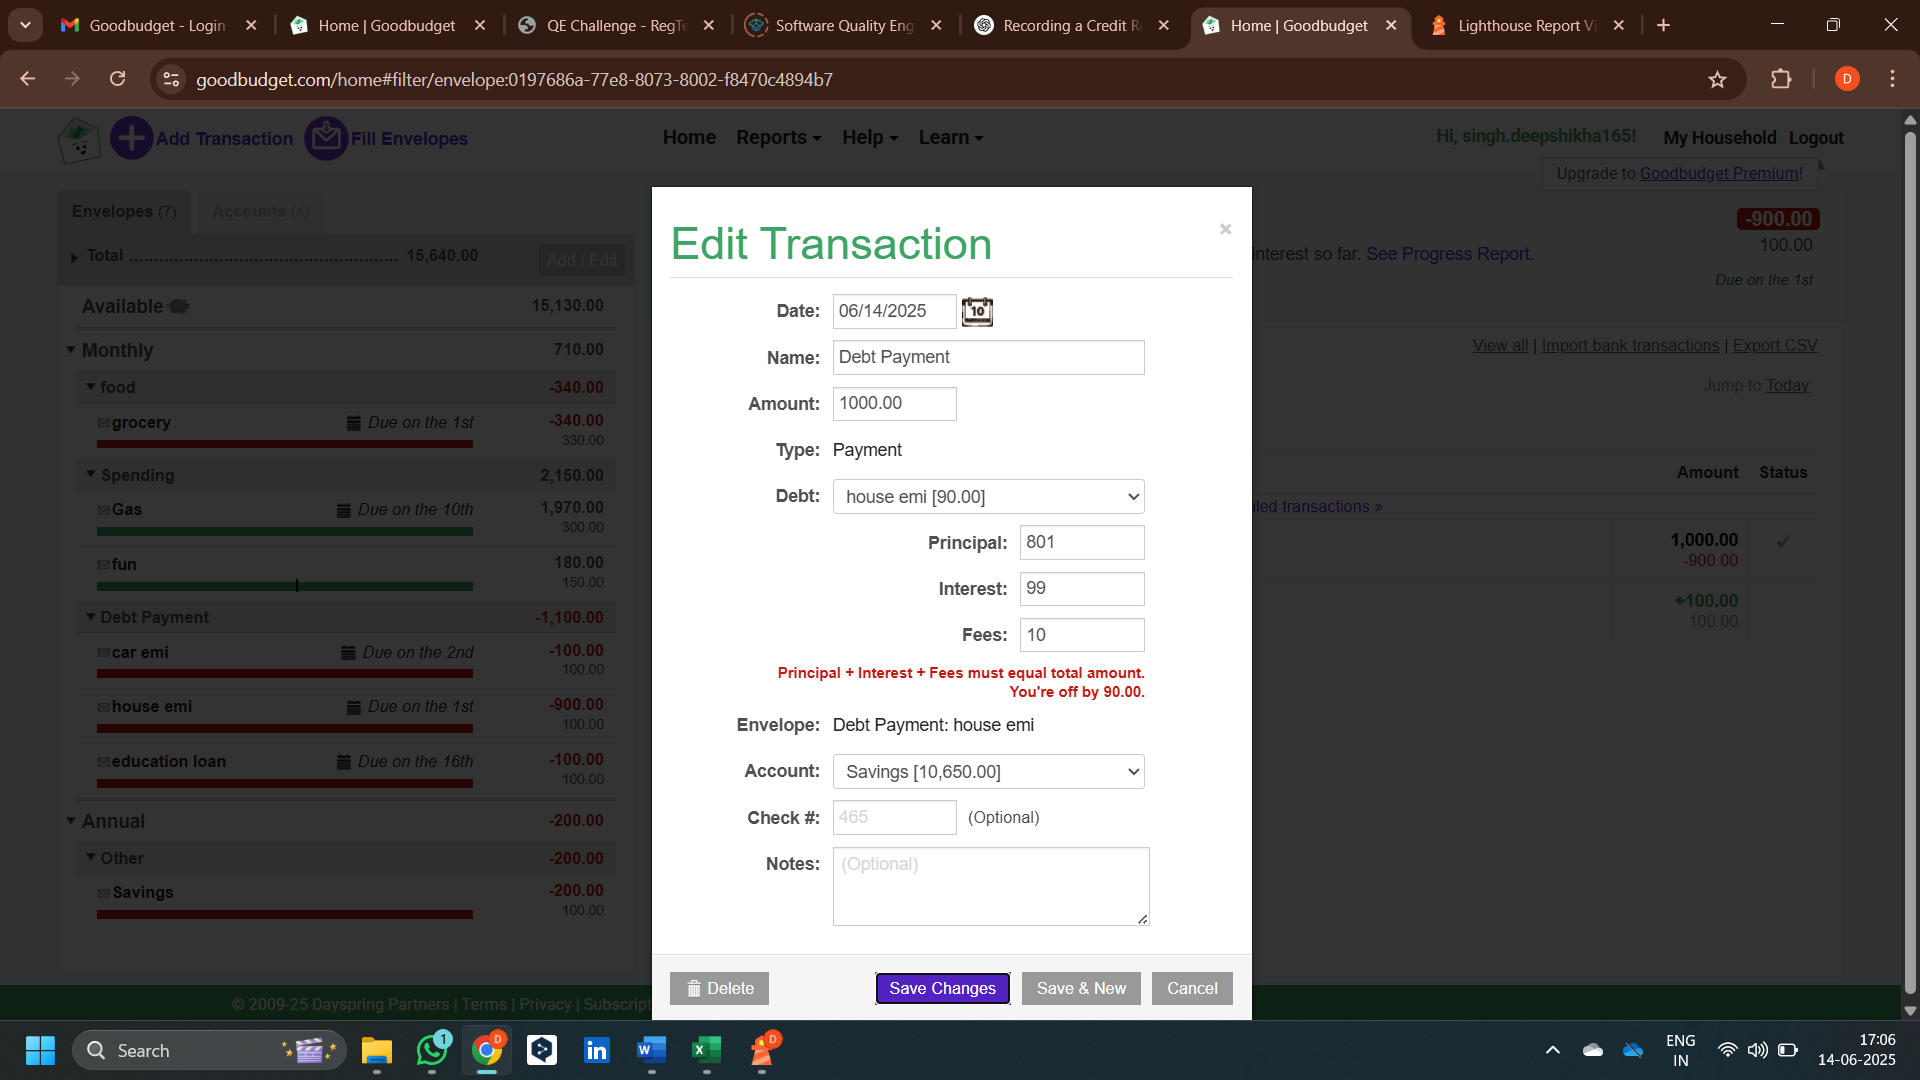 Goodbudget - Login
Home | Goodbudget
QE Challenge - RegTe
Software Quality Eng
Recording a Credit R
Home | Goodbudget
Lighthouse Report Vi
goodbudget.com/home#filter/envelope:0197686a-77e8-8073-8002-f8470c4894b7
D
Add Transaction
Fill Envelopes
Home Reports Help Learn
Hi, singh.deepshikha165! My Household Logout
Upgrade to Goodbudget Premium!
Envelopes (7) Accounts (4)
Total 15,640.00 Add / Edit
Available 15,130.00
Monthly 710.00
food -340.00
grocery Due on the 1st -340.00
330.00
Spending 2,150.00
Gas Due on the 10th 1,970.00
300.00
fun 180.00
150.00
Debt Payment -1,100.00
car emi Due on the 2nd -100.00
100.00
house emi Due on the 1st -900.00
100.00
education loan Due on the 16th -100.00
100.00
Annual -200.00
Other -200.00
Savings -200.00
100.00
Edit Transaction
×
Date: 06/14/2025 10
Name: Debt Payment
Amount: 1000.00
Type: Payment
Debt: house emi [90.00]
Principal: 801
Interest: 99
Fees: 10
Principal + Interest + Fees must equal total amount.
You're off by 90.00.
Envelope: Debt Payment: house emi
Account: Savings [10,650.00]
Check #: 465 (Optional)
Notes: (Optional)
Delete Save Changes Save & New Cancel
-900.00
100.00
interest so far. See Progress Report.
Due on the 1st
View all | Import bank transactions | Export CSV
Jump to Today
Amount Status
led transactions »
1,000.00
-900.00
+100.00
100.00
© 2009-25 Dayspring Partners | Terms | Privacy | Subscript
Search
1
D
D
ENG
IN
17:06
14-06-2025